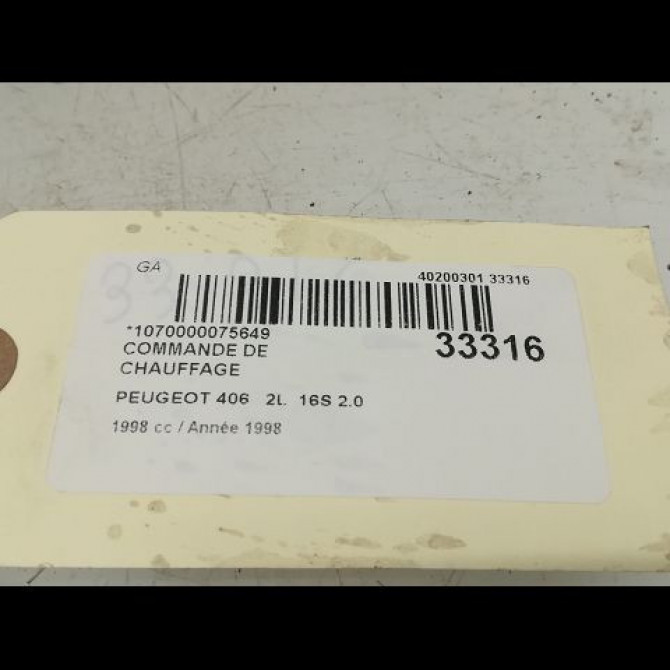 GA
40200301 33316
*1070000075649
33316
COMMANDE DE
CHAUFFAGE
PEUGEOT 406 2L 16S 2.0
1998 cc / Année 1998